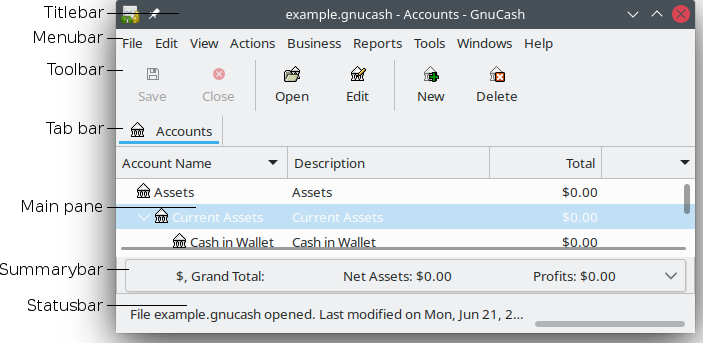 Titlebar example.gnucash - Accounts - GnuCash
Menubar File Edit View Actions Business Reports Tools Windows Help
Toolbar
Save Close Open Edit New Delete
Tab bar Accounts
Account Name Description Total
Assets Assets $0.00
Main pane Current Assets Current Assets $0.00
Cash in Wallet Cash in Wallet $0.00
Summarybar $, Grand Total: Net Assets: $0.00 Profits: $0.00
Statusbar
File example.gnucash opened. Last modified on Mon, Jun 21, 2...